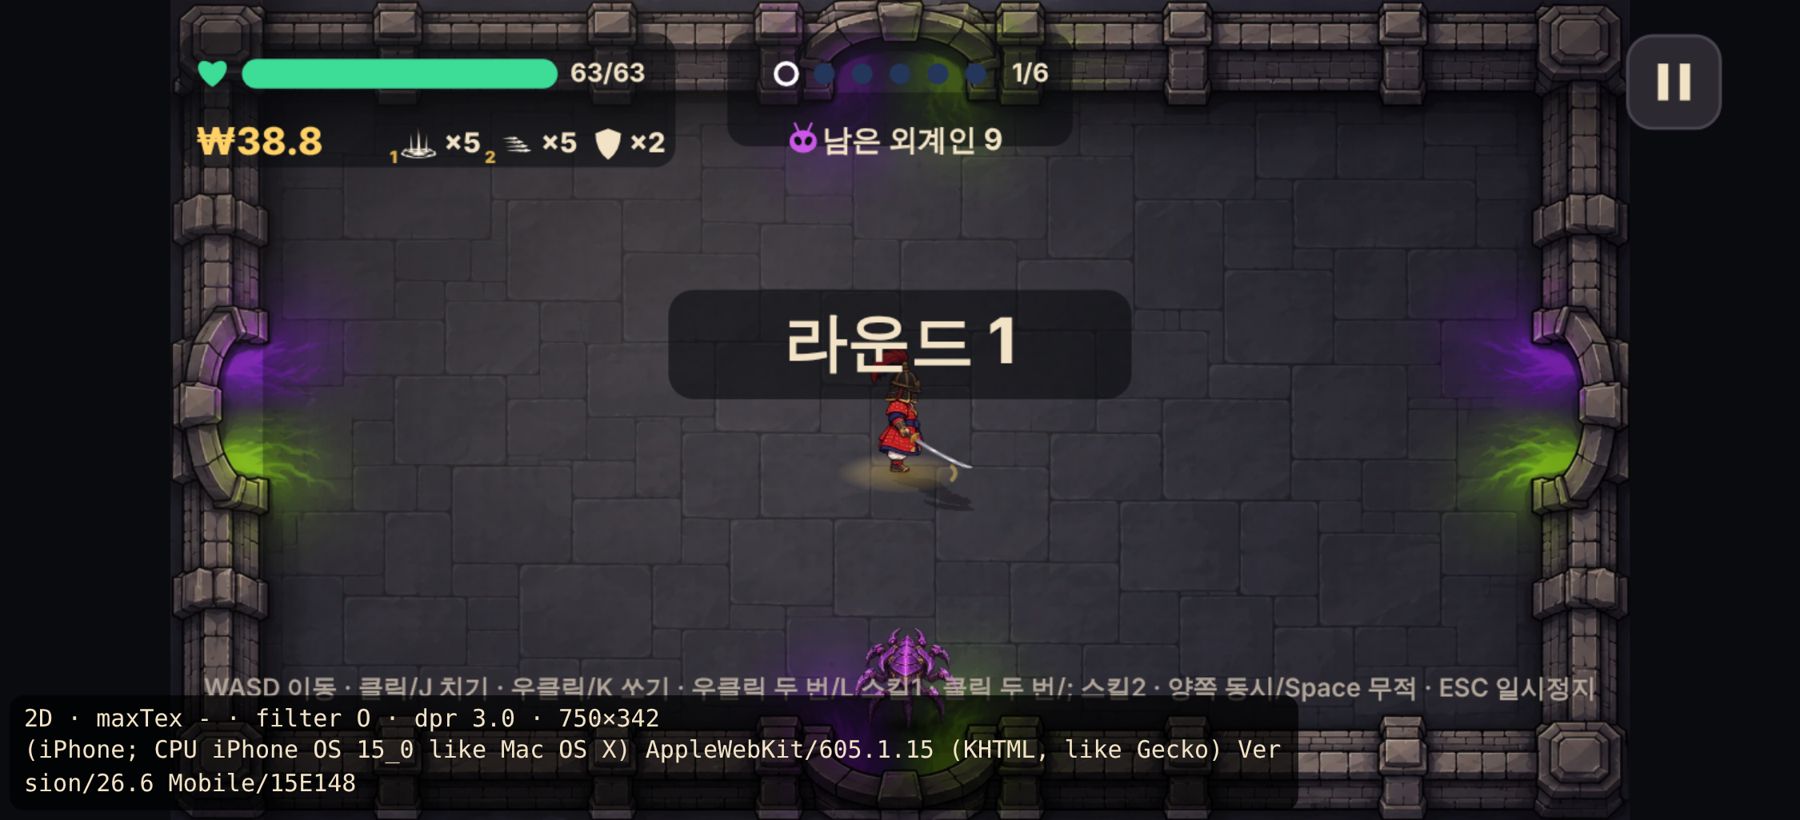 63/63
1/6
₩38.8
1 ×5 2 ×5 ×2
남은 외계인 9
라운드 1
WASD 이동 · 클릭/J 치기 · 우클릭/K 쏘기 · 우클릭 두 번/L 스킬1 · 클릭 두 번/; 스킬2 · 양쪽 동시/Space 무적 · ESC 일시정지
2D · maxTex - · filter O · dpr 3.0 · 750×342
(iPhone; CPU iPhone OS 15_0 like Mac OS X) AppleWebKit/605.1.15 (KHTML, like Gecko) Ver
sion/26.6 Mobile/15E148